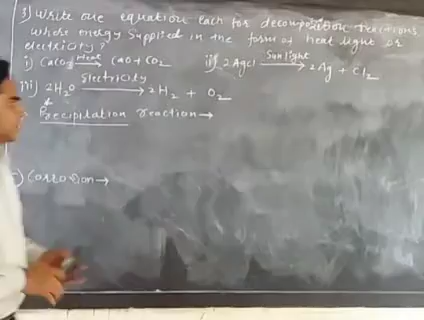 3) Write one equation each for decomposition reactions
where energy supplied in the form of heat light or
electricity?
i) CaCO3 Heat→ CaO + CO2 ii) 2AgCl Sunlight→ 2Ag + Cl2
iii) 2H2O Electricity→ 2H2 + O2
Precipitation reaction→
Corrosion→